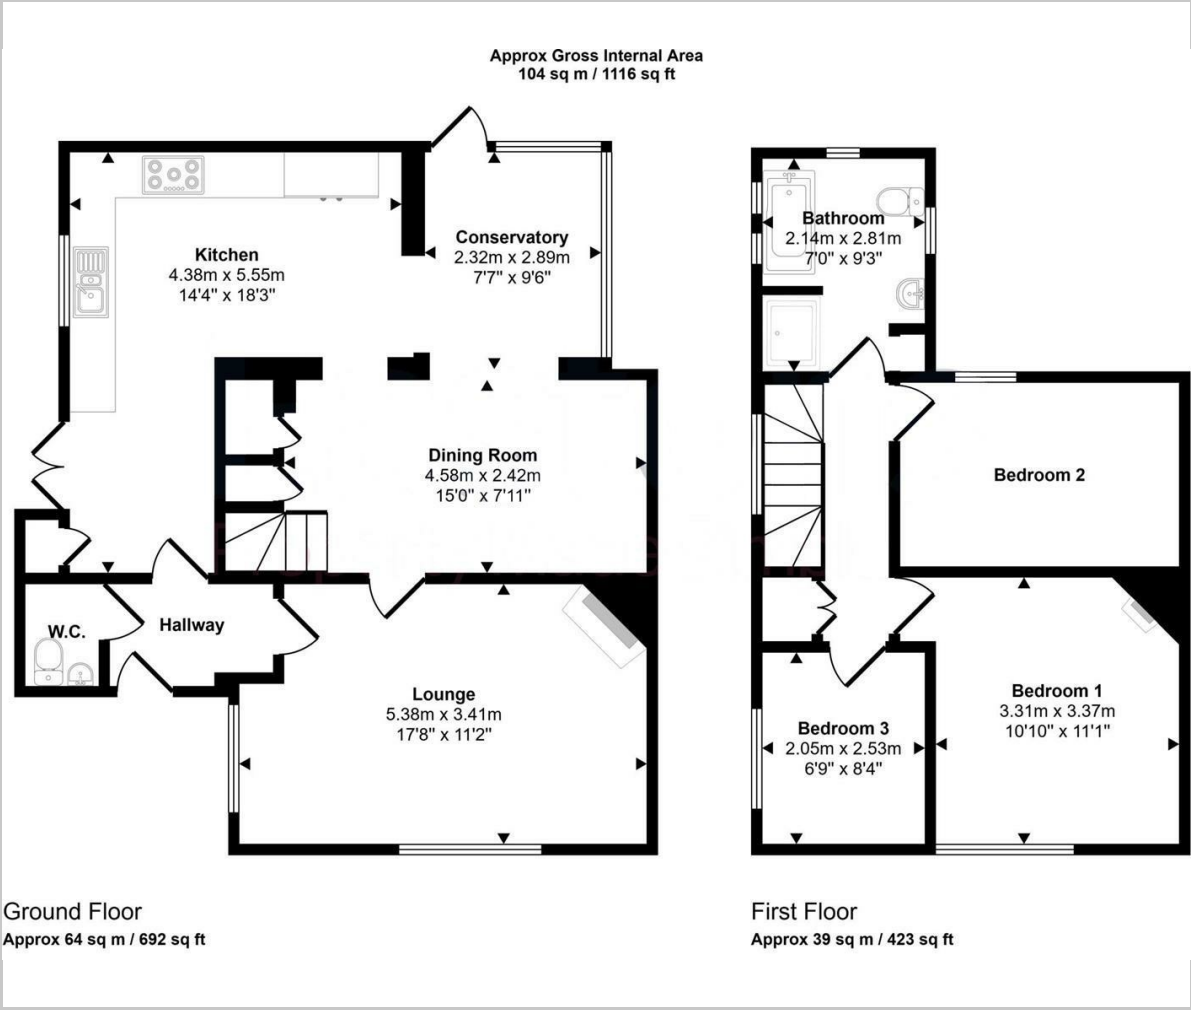 Approx Gross Internal Area
104 sq m / 1116 sq ft
Kitchen
4.38m x 5.55m
14'4" x 18'3"
Conservatory
2.32m x 2.89m
7'7" x 9'6"
Dining Room
4.58m x 2.42m
15'0" x 7'11"
W.C.
Hallway
Lounge
5.38m x 3.41m
17'8" x 11'2"
Bathroom
2.14m x 2.81m
7'0" x 9'3"
Bedroom 2
Bedroom 1
3.31m x 3.37m
10'10" x 11'1"
Bedroom 3
2.05m x 2.53m
6'9" x 8'4"
Ground Floor
Approx 64 sq m / 692 sq ft
First Floor
Approx 39 sq m / 423 sq ft